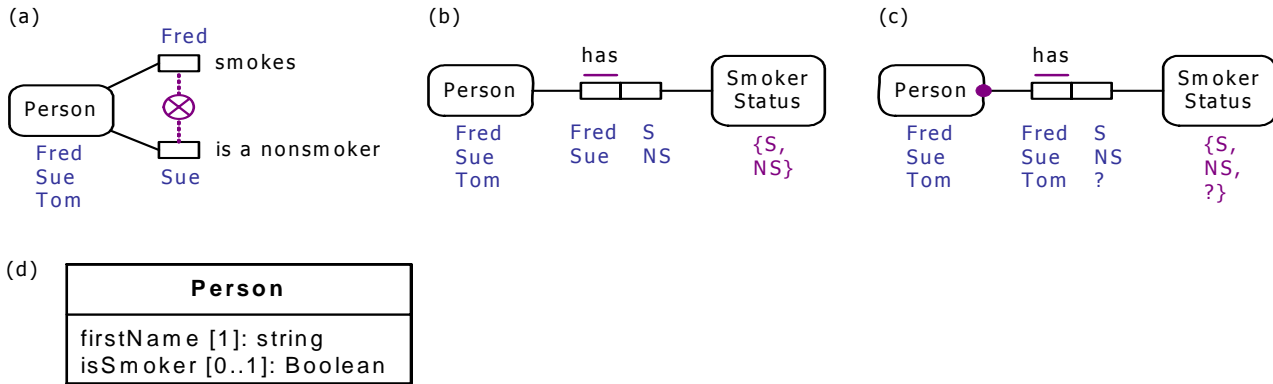 (a)
Fred
smokes
Person
is a nonsmoker
Fred
Sue
Tom
Sue
(b)
has
Person
Smoker
Status
Fred
Sue
Tom
Fred S
Sue NS
{S,
NS}
(c)
has
Person
Smoker
Status
Fred
Sue
Tom
Fred S
Sue NS
Tom ?
{S,
NS,
?}
(d)
Person
firstName [1]: string
isSmoker [0..1]: Boolean